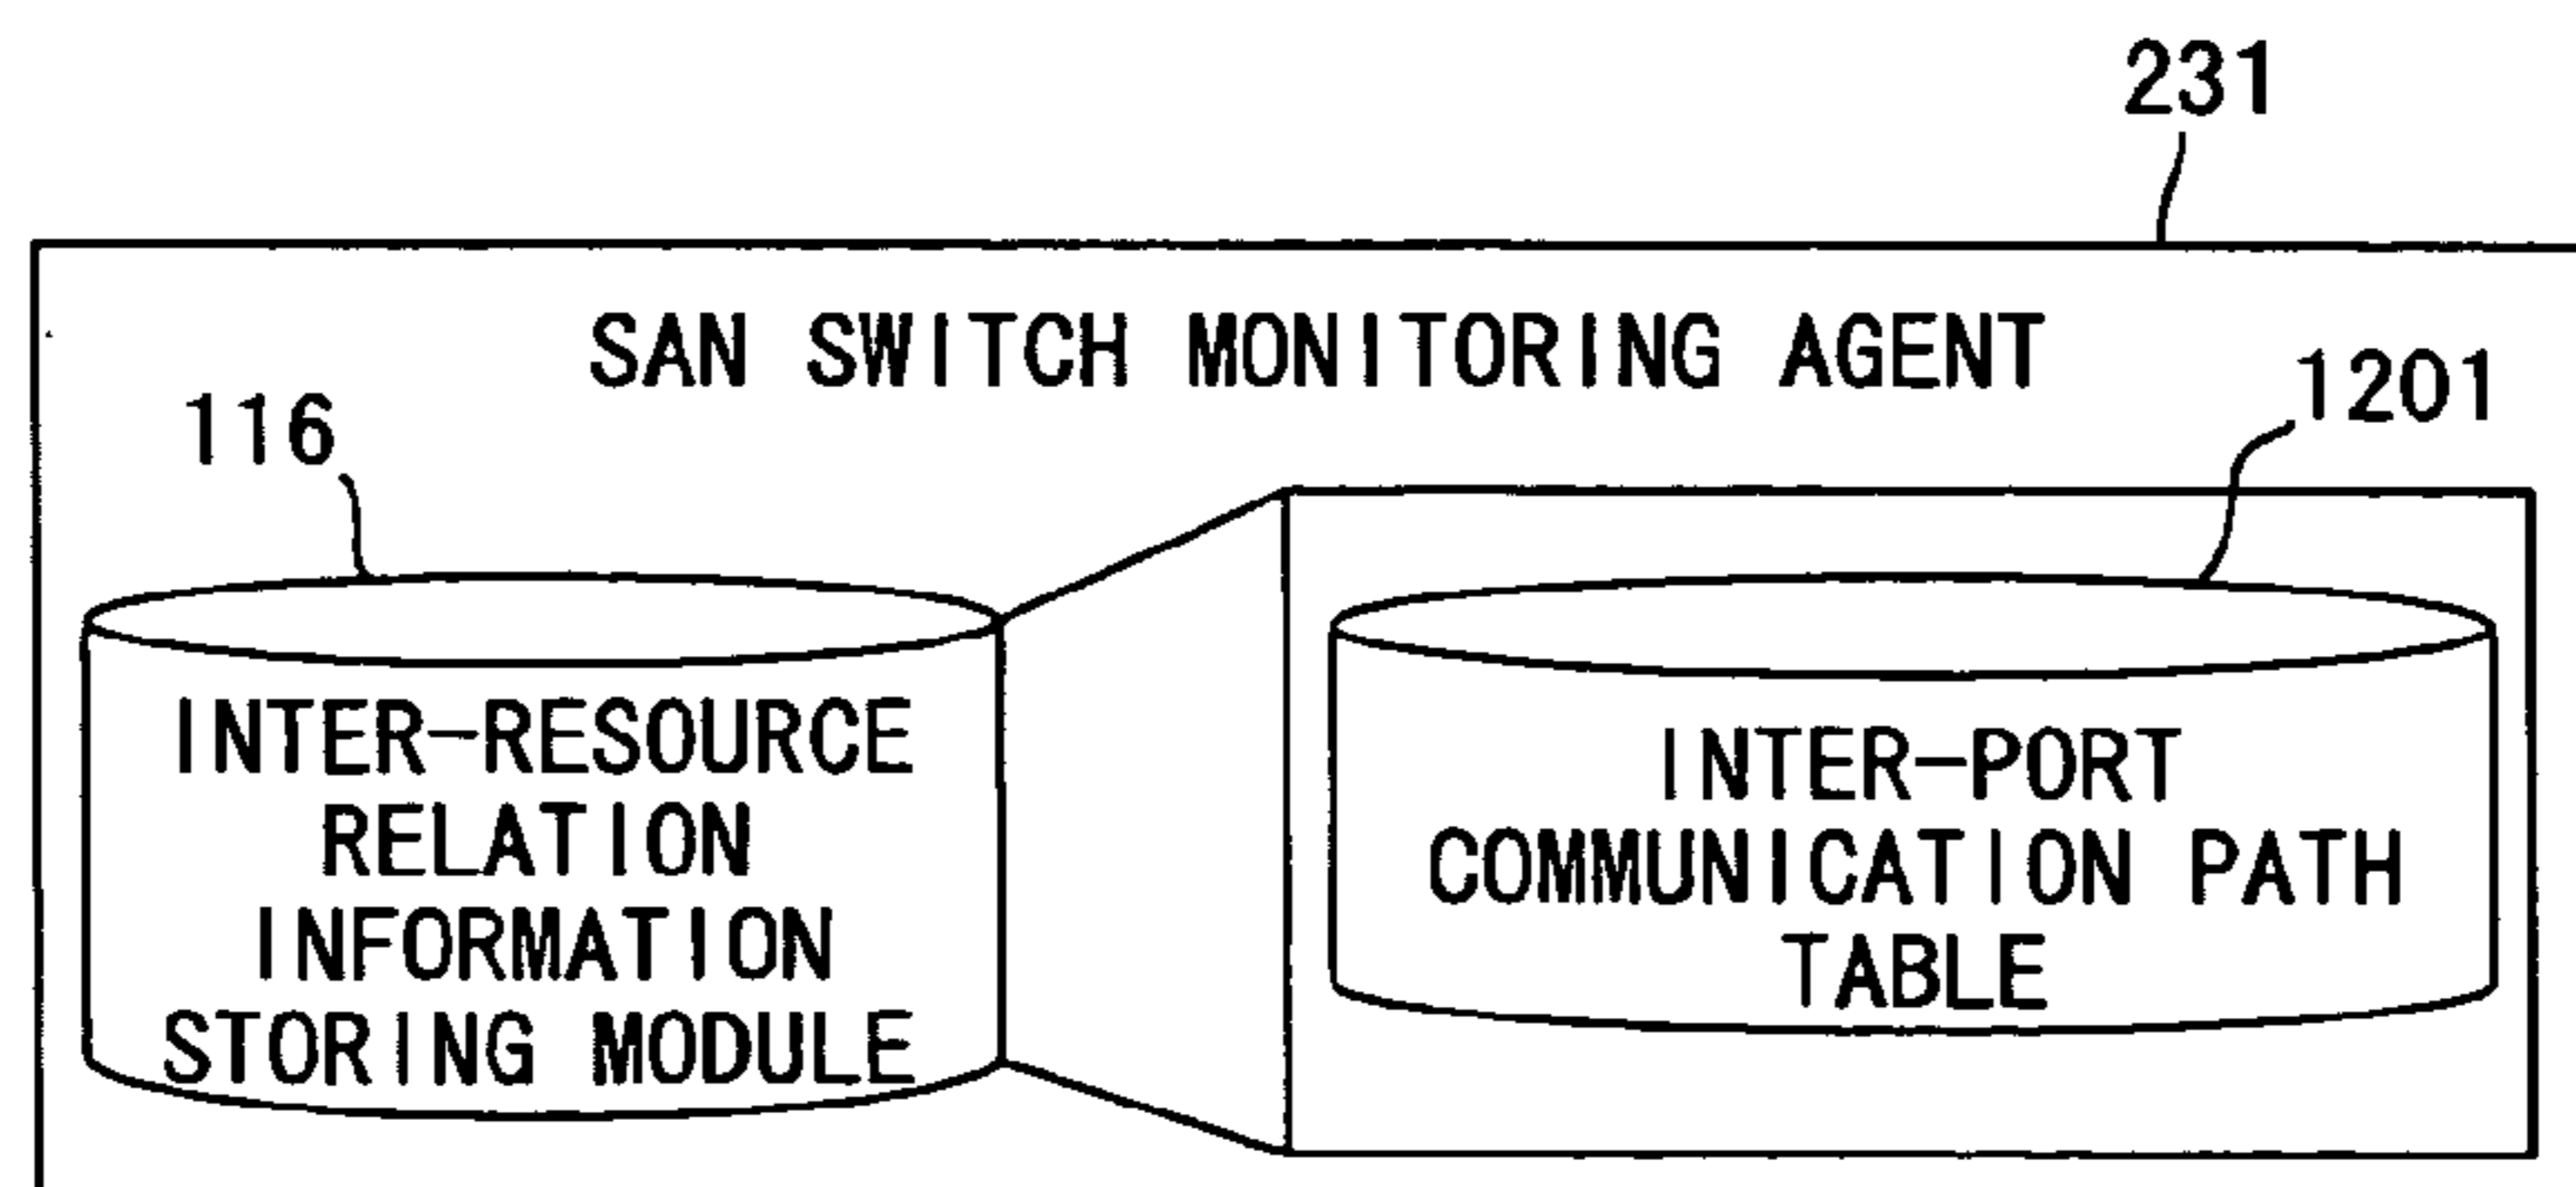 231
SAN SWITCH MONITORING AGENT
116
1201
INTER-RESOURCE
RELATION
INFORMATION
STORING MODULE
INTER-PORT
COMMUNICATION PATH
TABLE